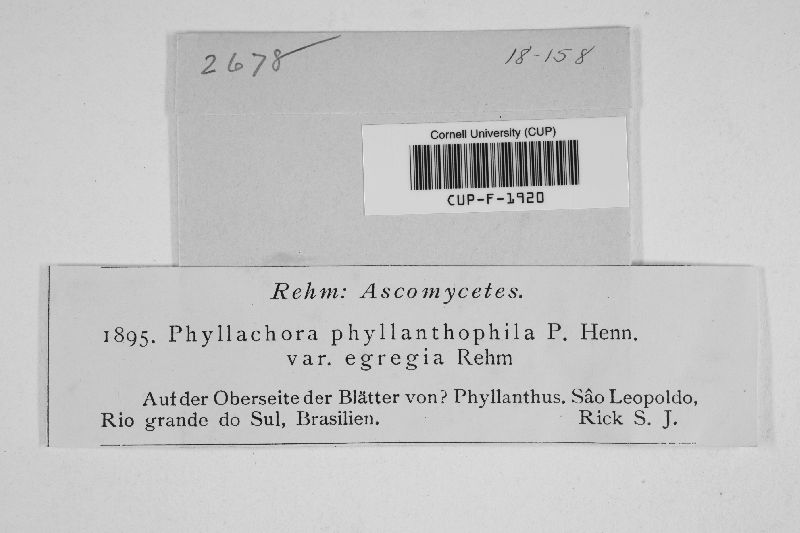 2678
18-158
Cornell University (CUP)
CUP-F-1920
Rehm: Ascomycetes.
1895. Phyllachora phyllanthophila P. Henn.
var. egregia Rehm
Auf der Oberseite der Blätter von? Phyllanthus. Sâo Leopoldo,
Rio grande do Sul, Brasilien. Rick S. J.